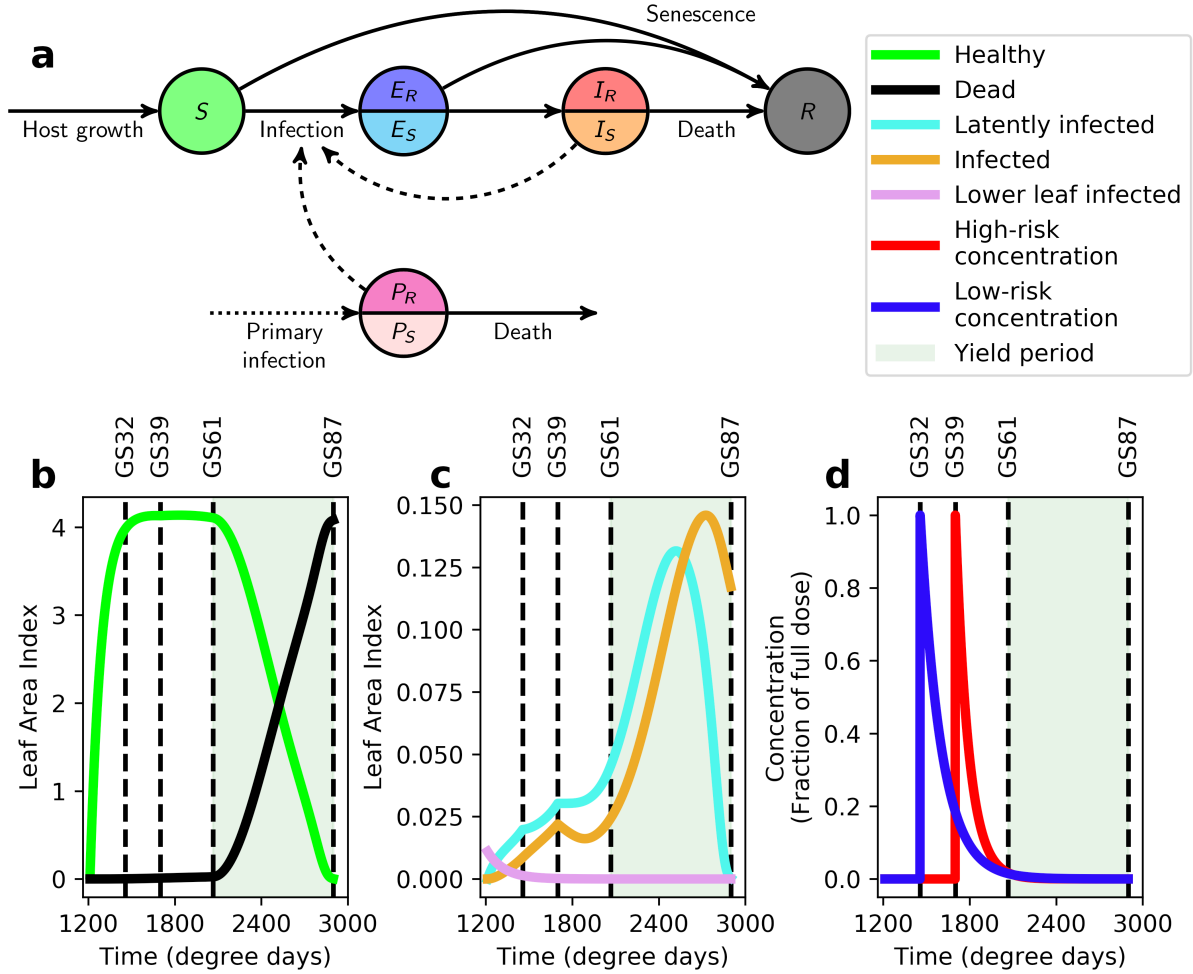 a
Senescence
Host growth
S
Infection
E_R
E_S
I_R
I_S
Death
R
P_R
P_S
Primary
infection
Death
Healthy
Dead
Latently infected
Infected
Lower leaf infected
High-risk
concentration
Low-risk
concentration
Yield period
b
GS32
GS39
GS61
GS87
Leaf Area Index
4
3
2
1
0
1200
1800
2400
3000
Time (degree days)
c
GS32
GS39
GS61
GS87
Leaf Area Index
0.150
0.125
0.100
0.075
0.050
0.025
0.000
1200
1800
2400
3000
Time (degree days)
d
GS32
GS39
GS61
GS87
Concentration
(Fraction of full dose)
1.0
0.8
0.6
0.4
0.2
0.0
1200
1800
2400
3000
Time (degree days)